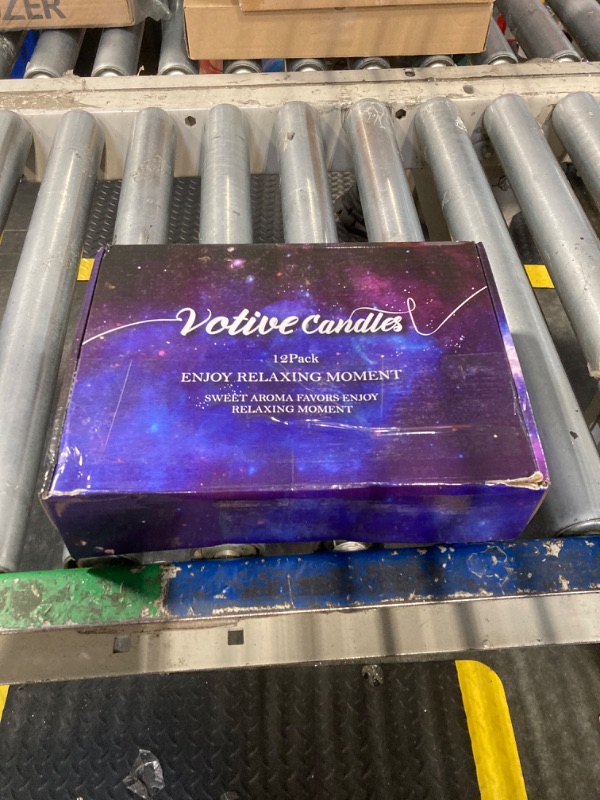 ZER
Votive Candles
12Pack
ENJOY RELAXING MOMENT
SWEET AROMA FAVORS ENJOY
RELAXING MOMENT